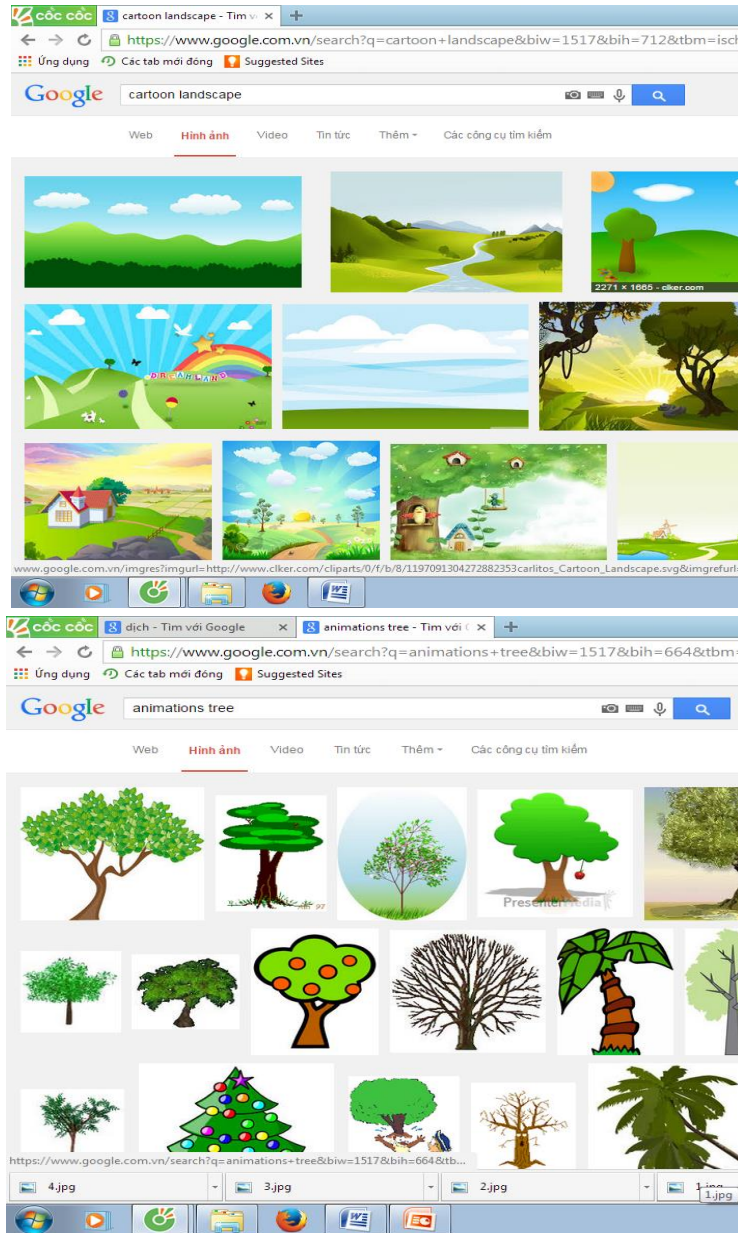 cốc cốc cartoon landscape - Tìm v
https://www.google.com.vn/search?q=cartoon+landscape&biw=1517&bih=712&tbm=isch
Ứng dụng Các tab mới đóng Suggested Sites
Google cartoon landscape
Web Hình ảnh Video Tin tức Thêm Các công cụ tìm kiếm
2271 × 1665 - clker.com
DREAMLAND
www.google.com.vn/imgres?imgurl=http://www.clker.com/cliparts/0/f/b/8/1197091304272882353carlitos_Cartoon_Landscape.svg&imgrefurl=
cốc cốc dịch - Tìm với Google animations tree - Tìm với
https://www.google.com.vn/search?q=animations+tree&biw=1517&bih=664&tbm=
Ứng dụng Các tab mới đóng Suggested Sites
Google animations tree
Web Hình ảnh Video Tin tức Thêm Các công cụ tìm kiếm
97
PresenterMedia
https://www.google.com.vn/search?q=animations+tree&biw=1517&bih=664&tb...
4.jpg 3.jpg 2.jpg 1.jpg
1.jpg